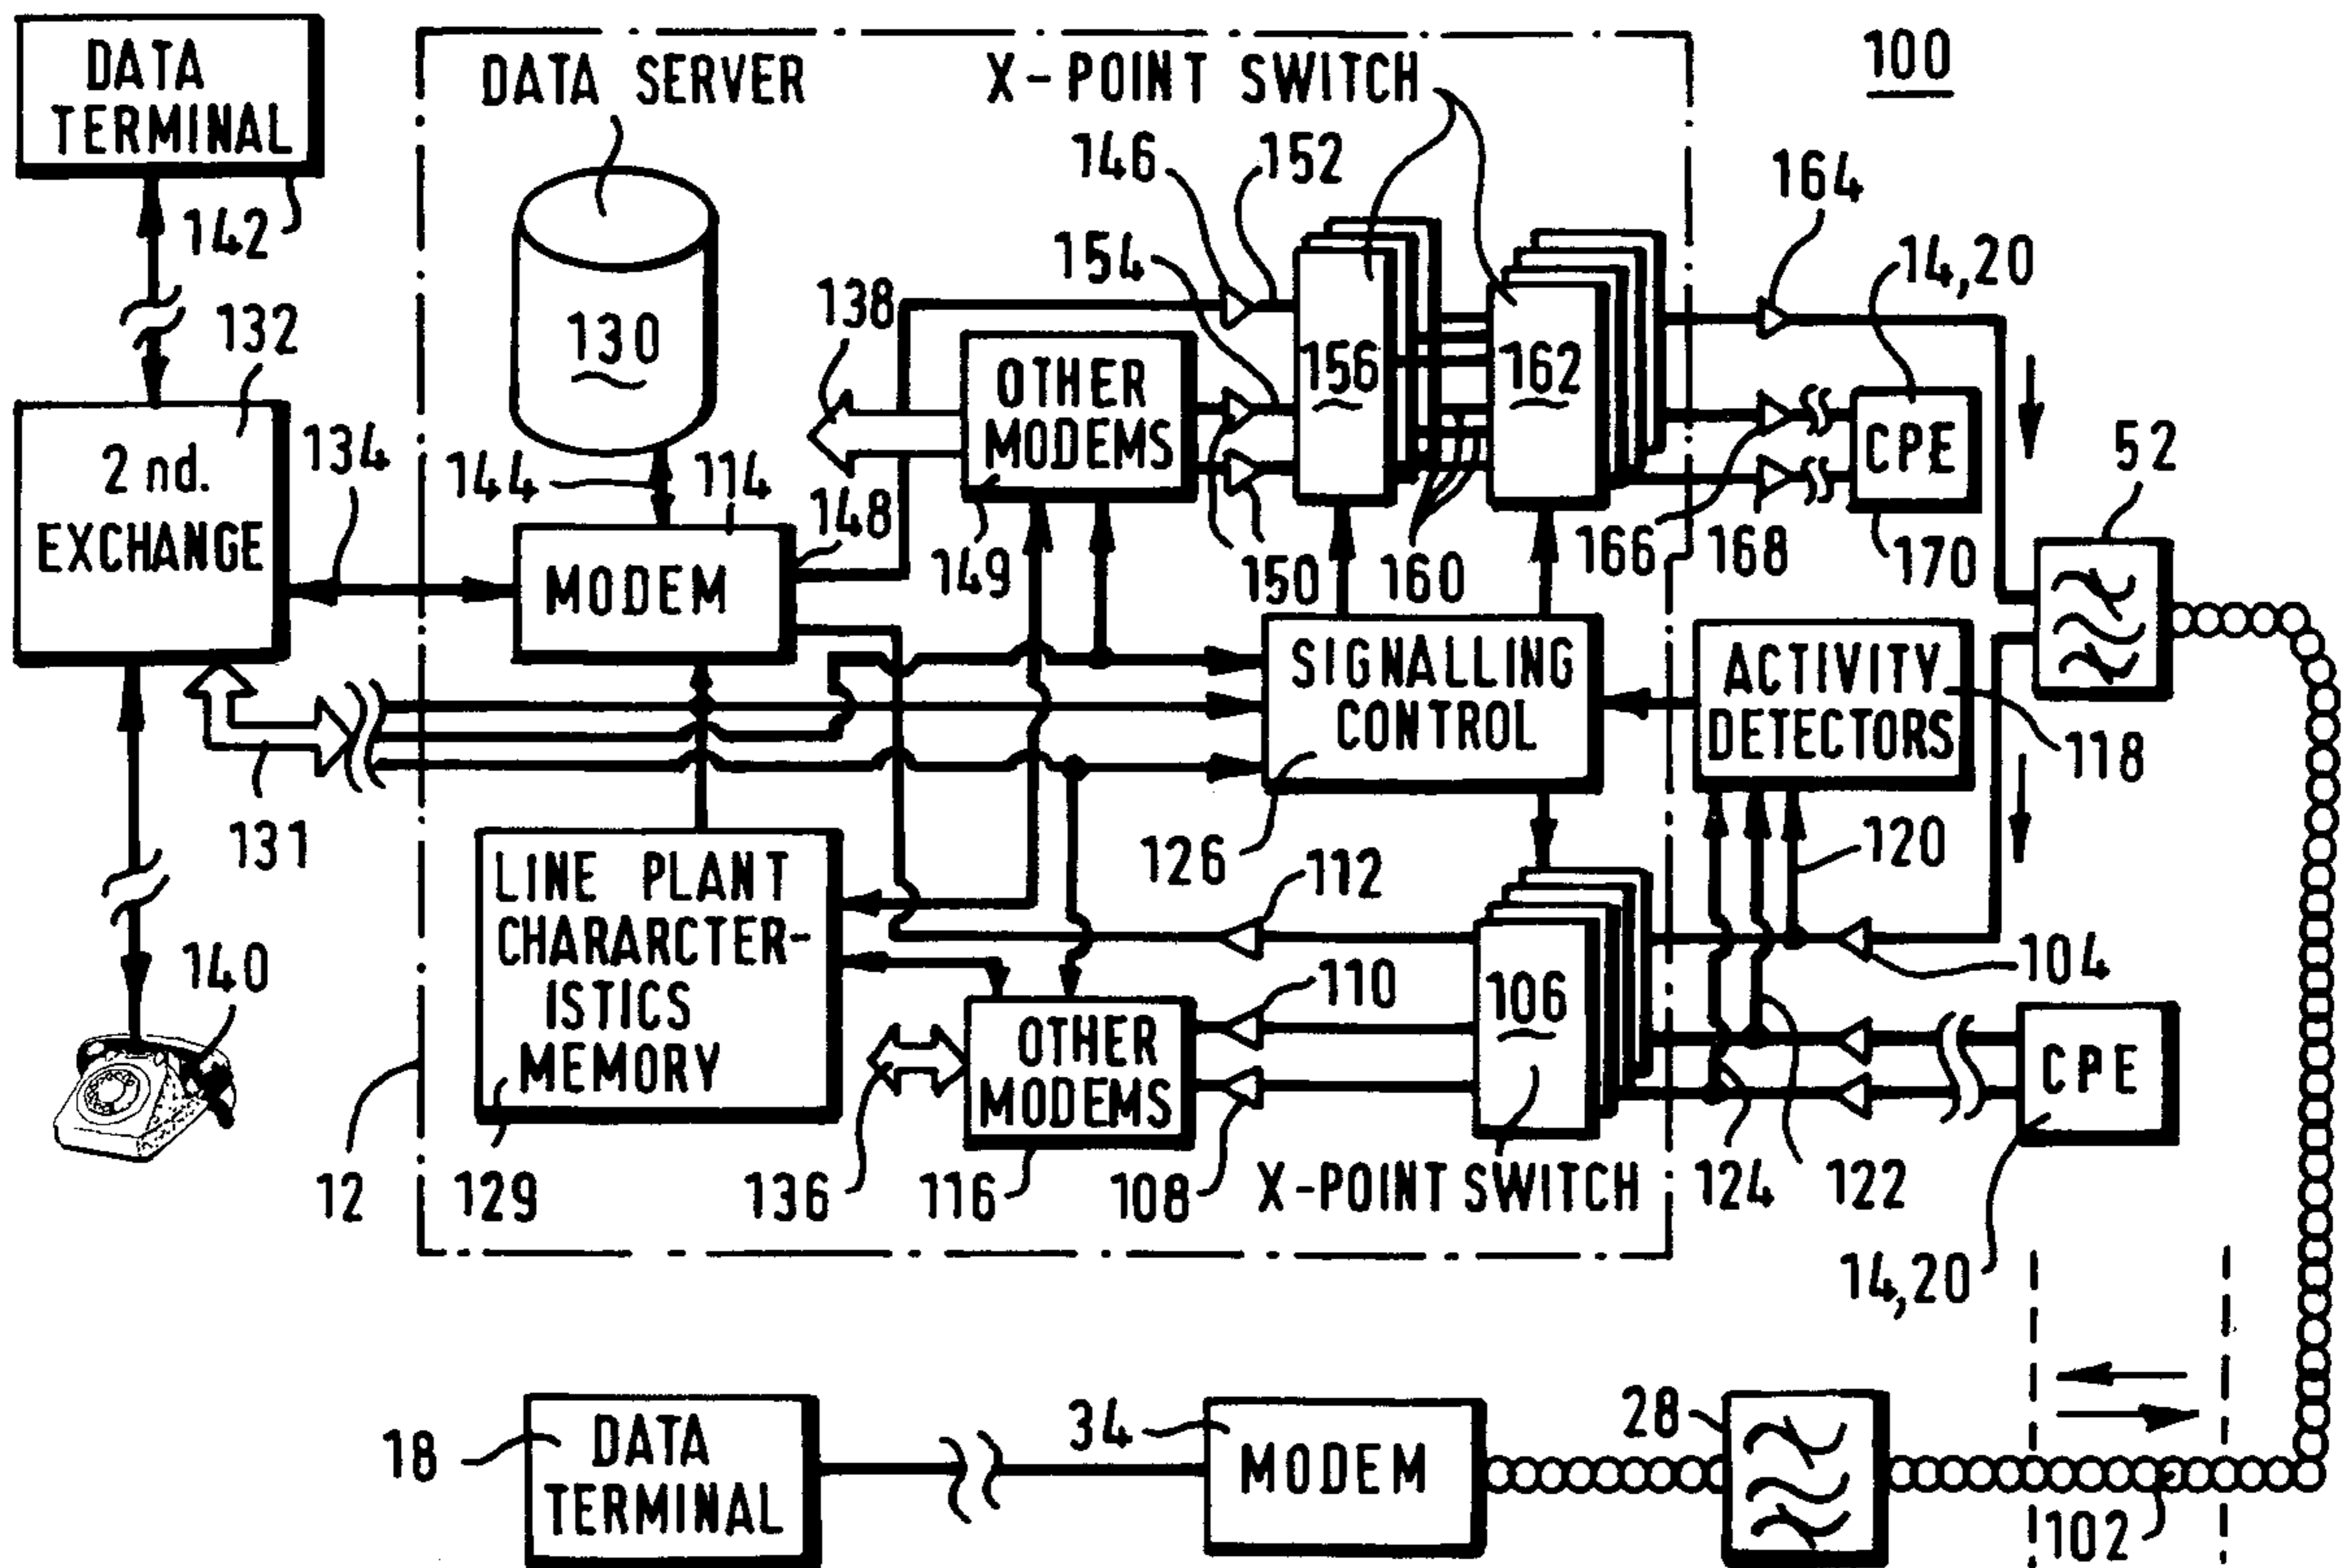 DATA
TERMINAL
142
132
2 nd.
EXCHANGE
134
131
140
12
DATA SERVER
130
144
114
148
MODEM
LINE PLANT
CHARARCTER-
ISTICS
MEMORY
129
X-POINT SWITCH
146
152
154
138
OTHER
MODEMS
149
150
156
160
162
166
168
SIGNALLING
CONTROL
126
112
110
108
106
X-POINT SWITCH
OTHER
MODEMS
116
136
100
164
14,20
CPE
170
52
ACTIVITY
DETECTORS
118
120
104
CPE
122
124
14,20
18
DATA
TERMINAL
34
MODEM
28
102